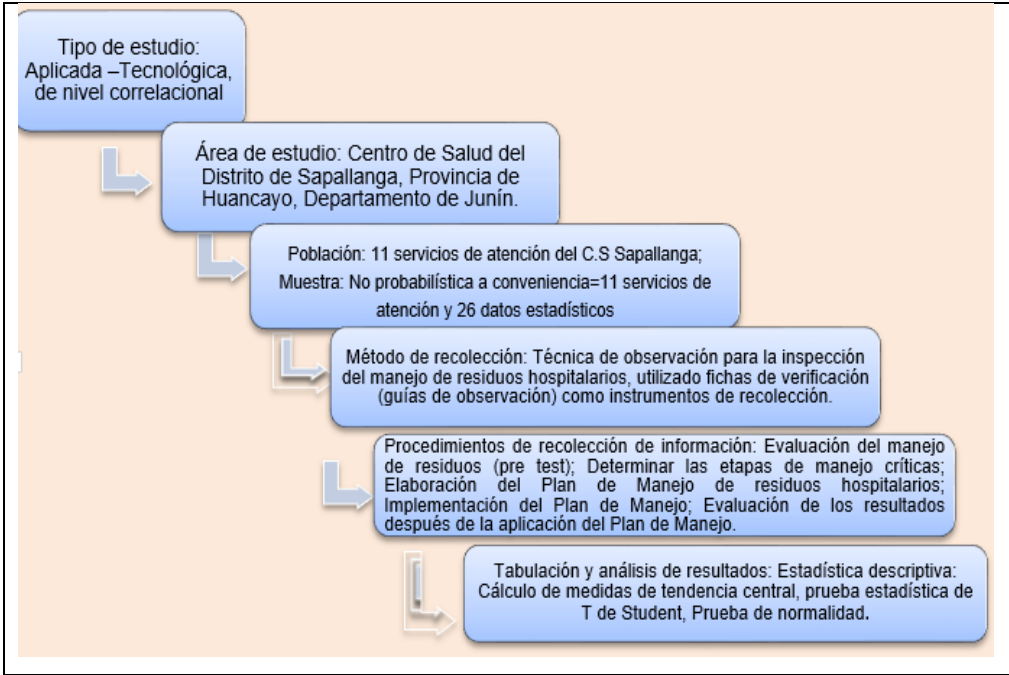 Tipo de estudio:
Aplicada –Tecnológica,
de nivel correlacional
Área de estudio: Centro de Salud del
Distrito de Sapallanga, Provincia de
Huancayo, Departamento de Junín.
Población: 11 servicios de atención del C.S Sapallanga;
Muestra: No probabilística a conveniencia=11 servicios de
atención y 26 datos estadísticos
Método de recolección: Técnica de observación para la inspección
del manejo de residuos hospitalarios, utilizado fichas de verificación
(guías de observación) como instrumentos de recolección.
Procedimientos de recolección de información: Evaluación del manejo
de residuos (pre test); Determinar las etapas de manejo críticas;
Elaboración del Plan de Manejo de residuos hospitalarios;
Implementación del Plan de Manejo; Evaluación de los resultados
después de la aplicación del Plan de Manejo.
Tabulación y análisis de resultados: Estadística descriptiva:
Cálculo de medidas de tendencia central, prueba estadística de
T de Student, Prueba de normalidad.